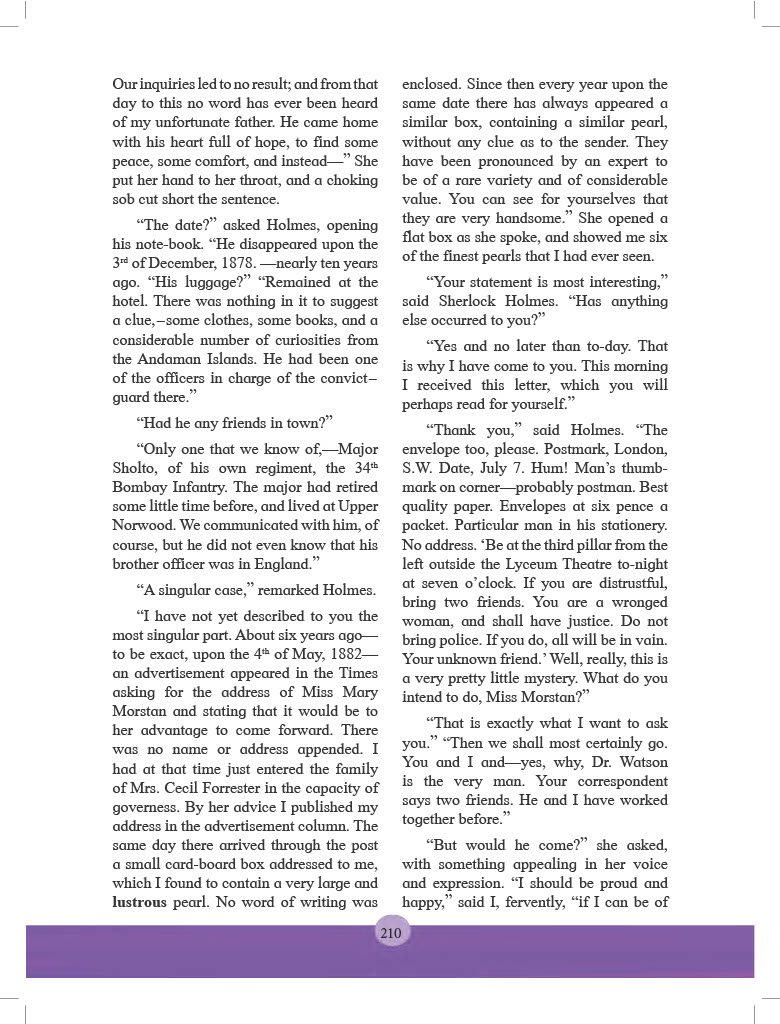 Our inquiries led to no result; and from that
day to this no word has ever been heard
of my unfortunate father. He came home
with his heart full of hope, to find some
peace, some comfort, and instead—” She
put her hand to her throat, and a choking
sob cut short the sentence.
“The date?” asked Holmes, opening
his note-book. “He disappeared upon the
3rd of December, 1878. —nearly ten years
ago. “His luggage?” “Remained at the
hotel. There was nothing in it to suggest
a clue,–some clothes, some books, and a
considerable number of curiosities from
the Andaman Islands. He had been one
of the officers in charge of the convict–
guard there.”
“Had he any friends in town?”
“Only one that we know of,—Major
Sholto, of his own regiment, the 34th
Bombay Infantry. The major had retired
some little time before, and lived at Upper
Norwood. We communicated with him, of
course, but he did not even know that his
brother officer was in England.”
“A singular case,” remarked Holmes.
“I have not yet described to you the
most singular part. About six years ago—
to be exact, upon the 4th of May, 1882—
an advertisement appeared in the Times
asking for the address of Miss Mary
Morstan and stating that it would be to
her advantage to come forward. There
was no name or address appended. I
had at that time just entered the family
of Mrs. Cecil Forrester in the capacity of
governess. By her advice I published my
address in the advertisement column. The
same day there arrived through the post
a small card-board box addressed to me,
which I found to contain a very large and
lustrous pearl. No word of writing was
enclosed. Since then every year upon the
same date there has always appeared a
similar box, containing a similar pearl,
without any clue as to the sender. They
have been pronounced by an expert to
be of a rare variety and of considerable
value. You can see for yourselves that
they are very handsome.” She opened a
flat box as she spoke, and showed me six
of the finest pearls that I had ever seen.
“Your statement is most interesting,”
said Sherlock Holmes. “Has anything
else occurred to you?”
“Yes and no later than to-day. That
is why I have come to you. This morning
I received this letter, which you will
perhaps read for yourself.”
“Thank you,” said Holmes. “The
envelope too, please. Postmark, London,
S.W. Date, July 7. Hum! Man’s thumb-
mark on corner—probably postman. Best
quality paper. Envelopes at six pence a
packet. Particular man in his stationery.
No address. ‘Be at the third pillar from the
left outside the Lyceum Theatre to-night
at seven o’clock. If you are distrustful,
bring two friends. You are a wronged
woman, and shall have justice. Do not
bring police. If you do, all will be in vain.
Your unknown friend.’ Well, really, this is
a very pretty little mystery. What do you
intend to do, Miss Morstan?”
“That is exactly what I want to ask
you.” “Then we shall most certainly go.
You and I and—yes, why, Dr. Watson
is the very man. Your correspondent
says two friends. He and I have worked
together before.”
“But would he come?” she asked,
with something appealing in her voice
and expression. “I should be proud and
happy,” said I, fervently, “if I can be of
210